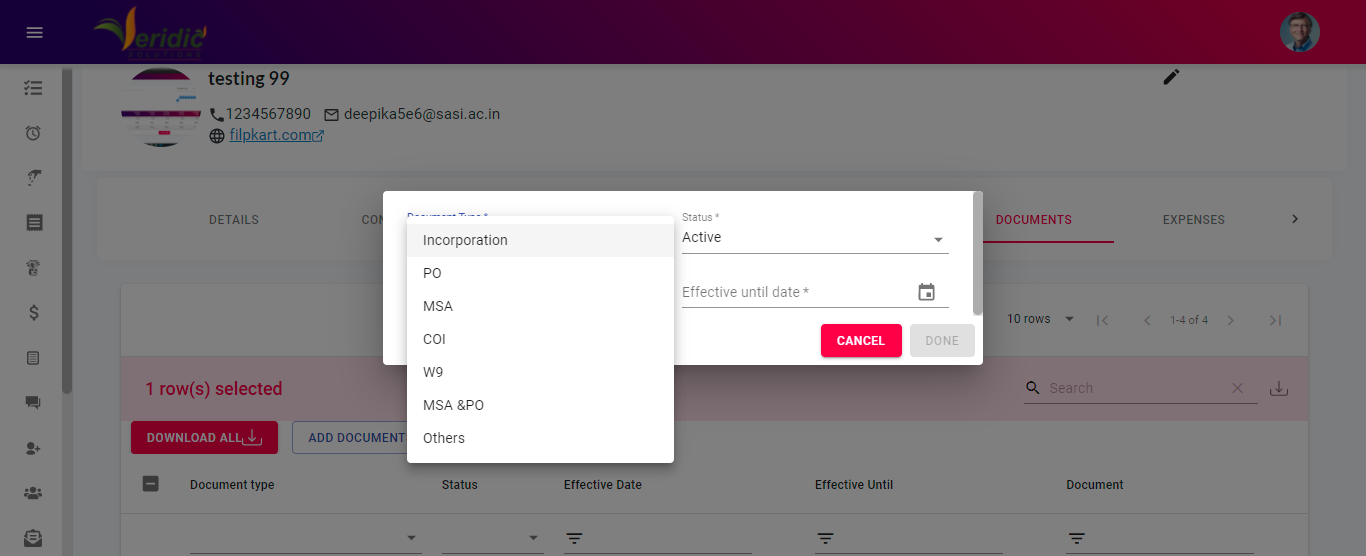 eridic
SOLUTIONS
testing 99
1234567890 deepika5e6@sasi.ac.in
filpkart.com
DETAILS CON DOCUMENTS EXPENSES
Document Type *
Status *
Active
Incorporation
PO
MSA
COI
W9
MSA &PO
Others
Effective until date *
CANCEL DONE
10 rows 1-4 of 4
1 row(s) selected
Search
DOWNLOAD ALL ADD DOCUMENT
Document type Status Effective Date Effective Until Document